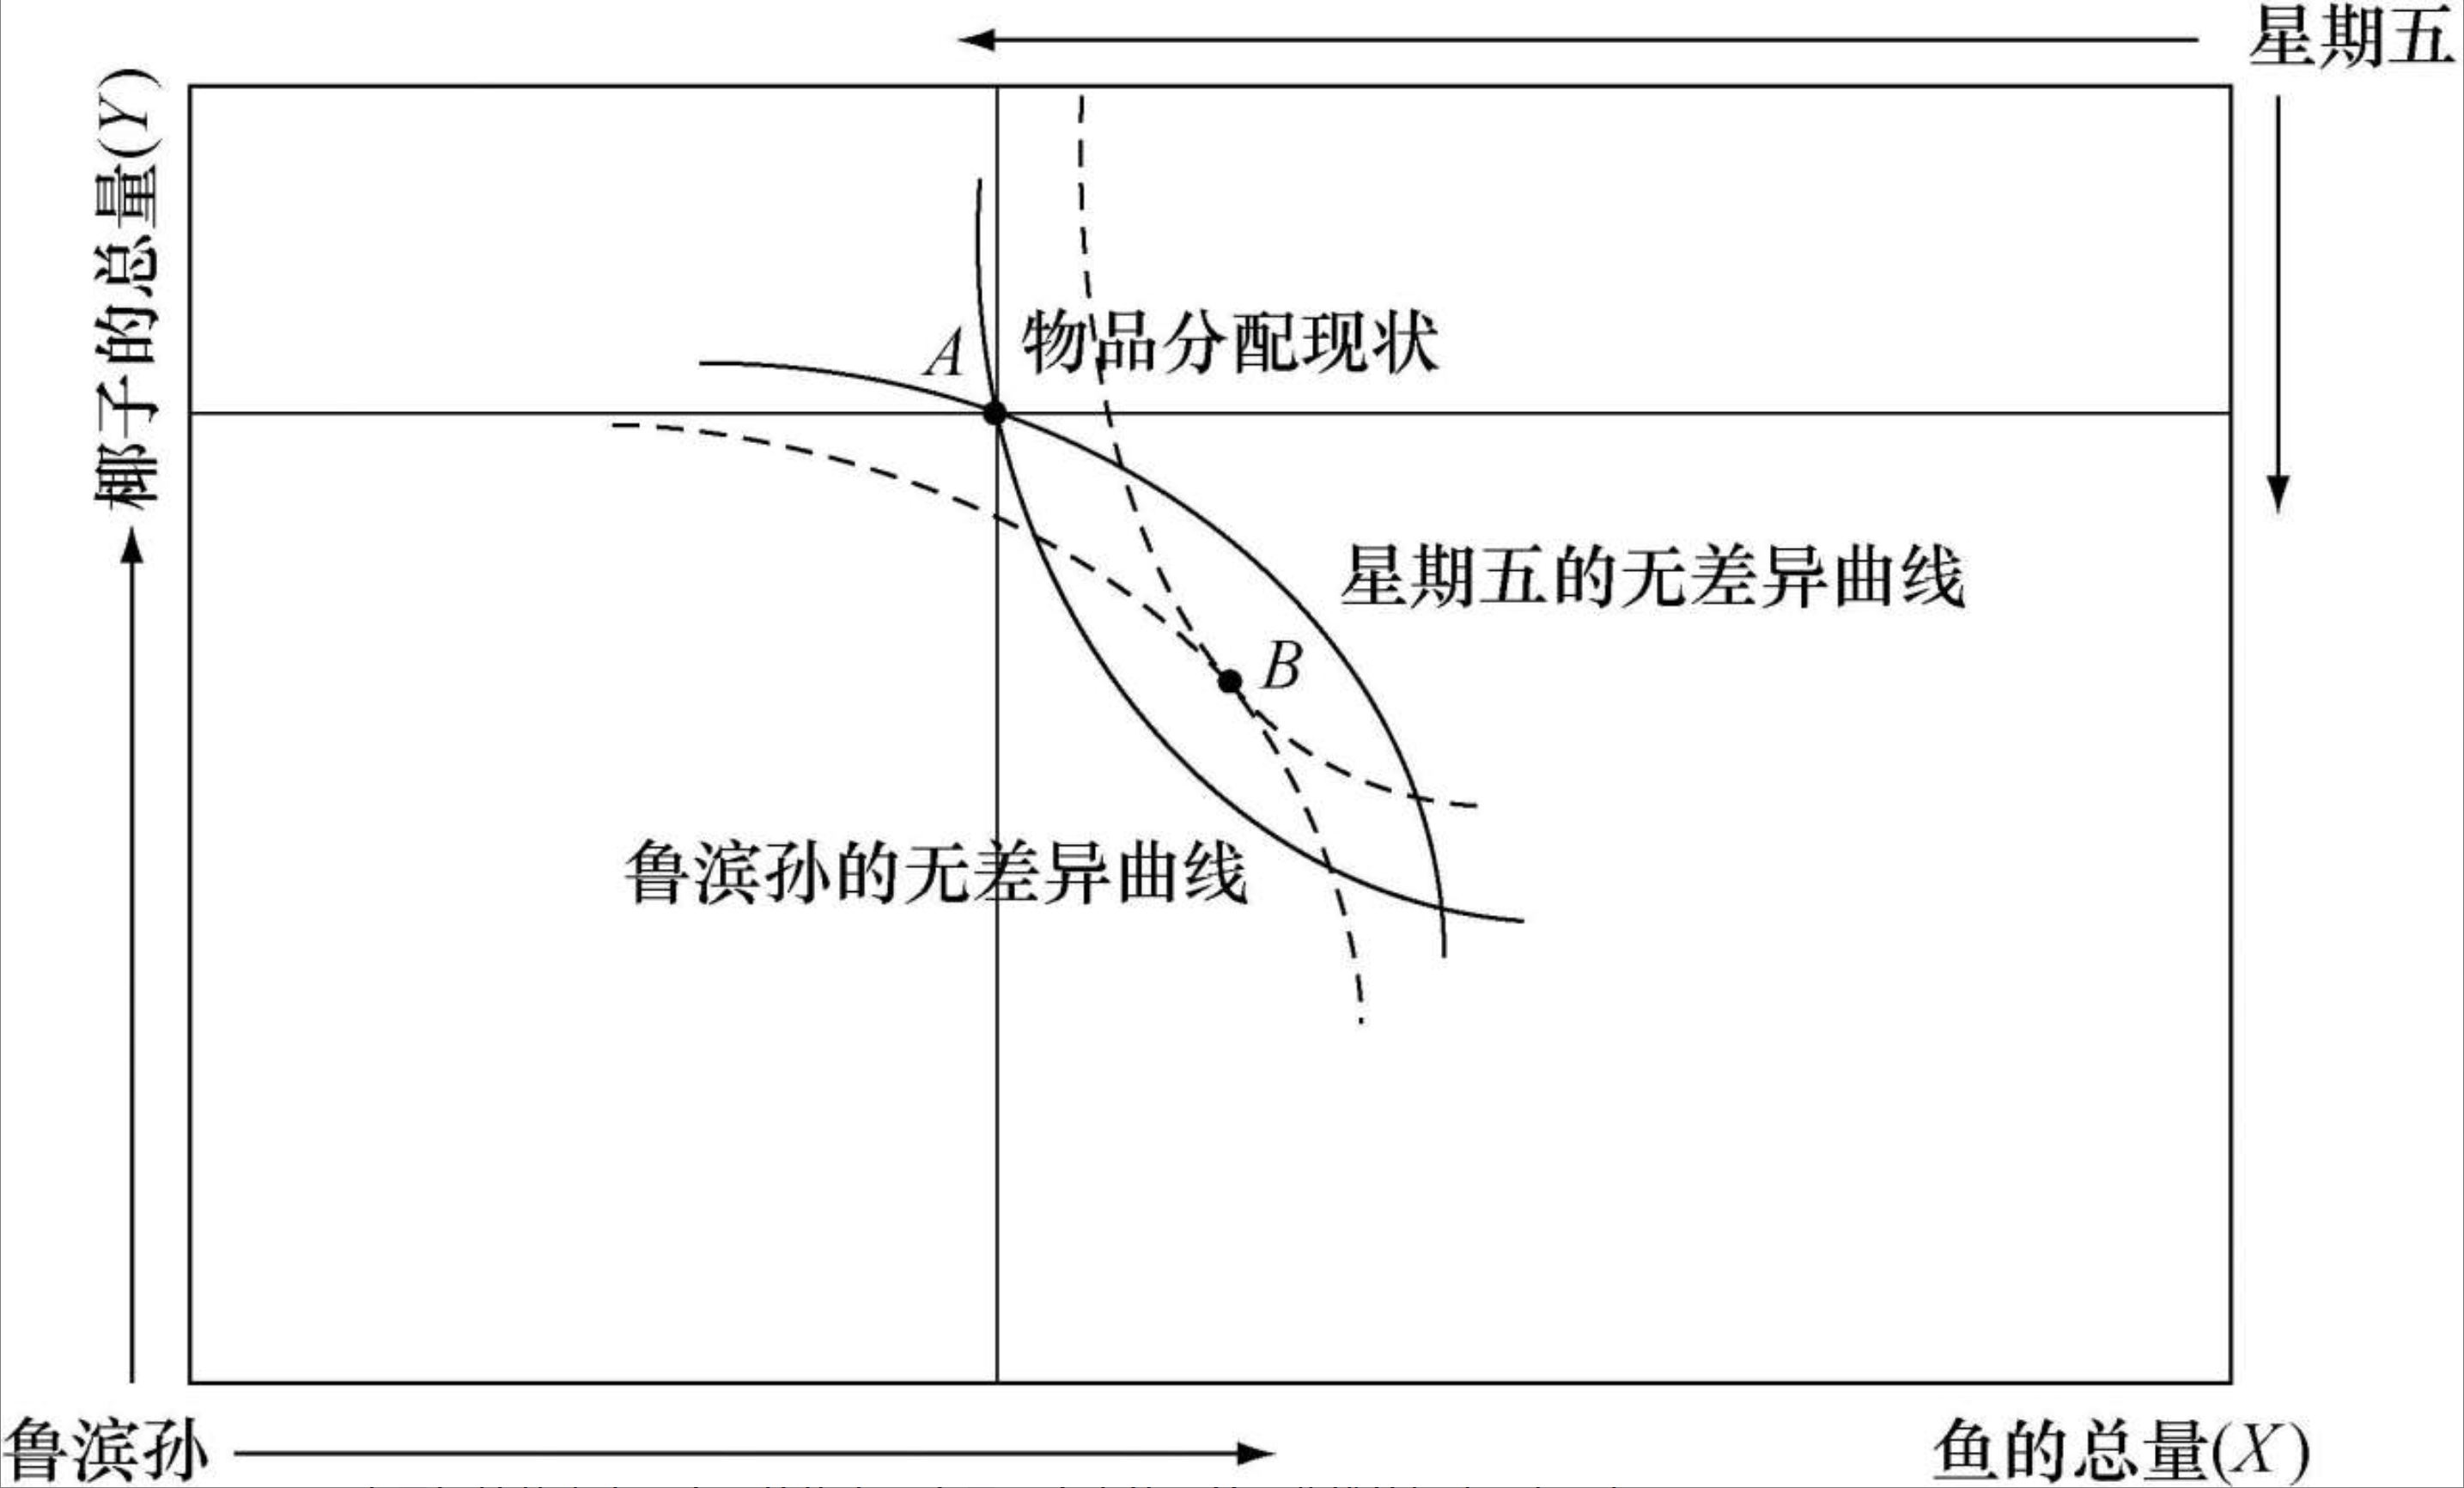 星期五
椰子的总量(Y)
A
物品分配现状
星期五的无差异曲线
B
鲁滨孙的无差异曲线
鲁滨孙
鱼的总量(X)